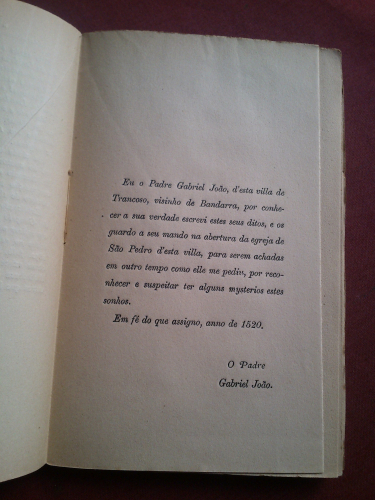 Eu o Padre Gabriel João, d'esta villa de
Trancoso, visinho de Bandarra, por conhe-
cer a sua verdade escrevi estes seus ditos, e os
guardo a seu mando na abertura da egreja de
São Pedro d'esta villa, para serem achadas
em outro tempo como elle me pediu, por reco-
nhecer e suspeitar ter alguns mysterios estes
sonhos.
Em fé do que assigno, anno de 1520.
O Padre
Gabriel João.